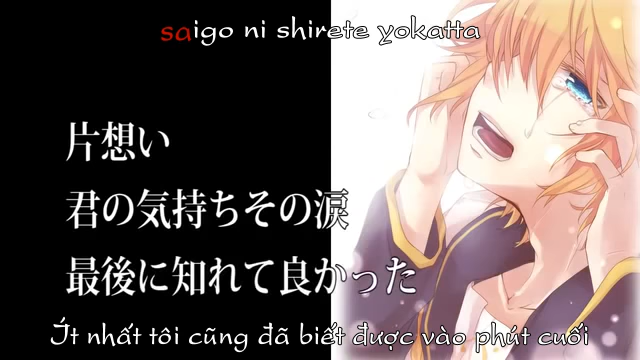 saigo ni shirete yokatta
片想い
君の気持ちその涙
最後に知れて良かった
Ít nhất tôi cũng đã biết được vào phút cuối